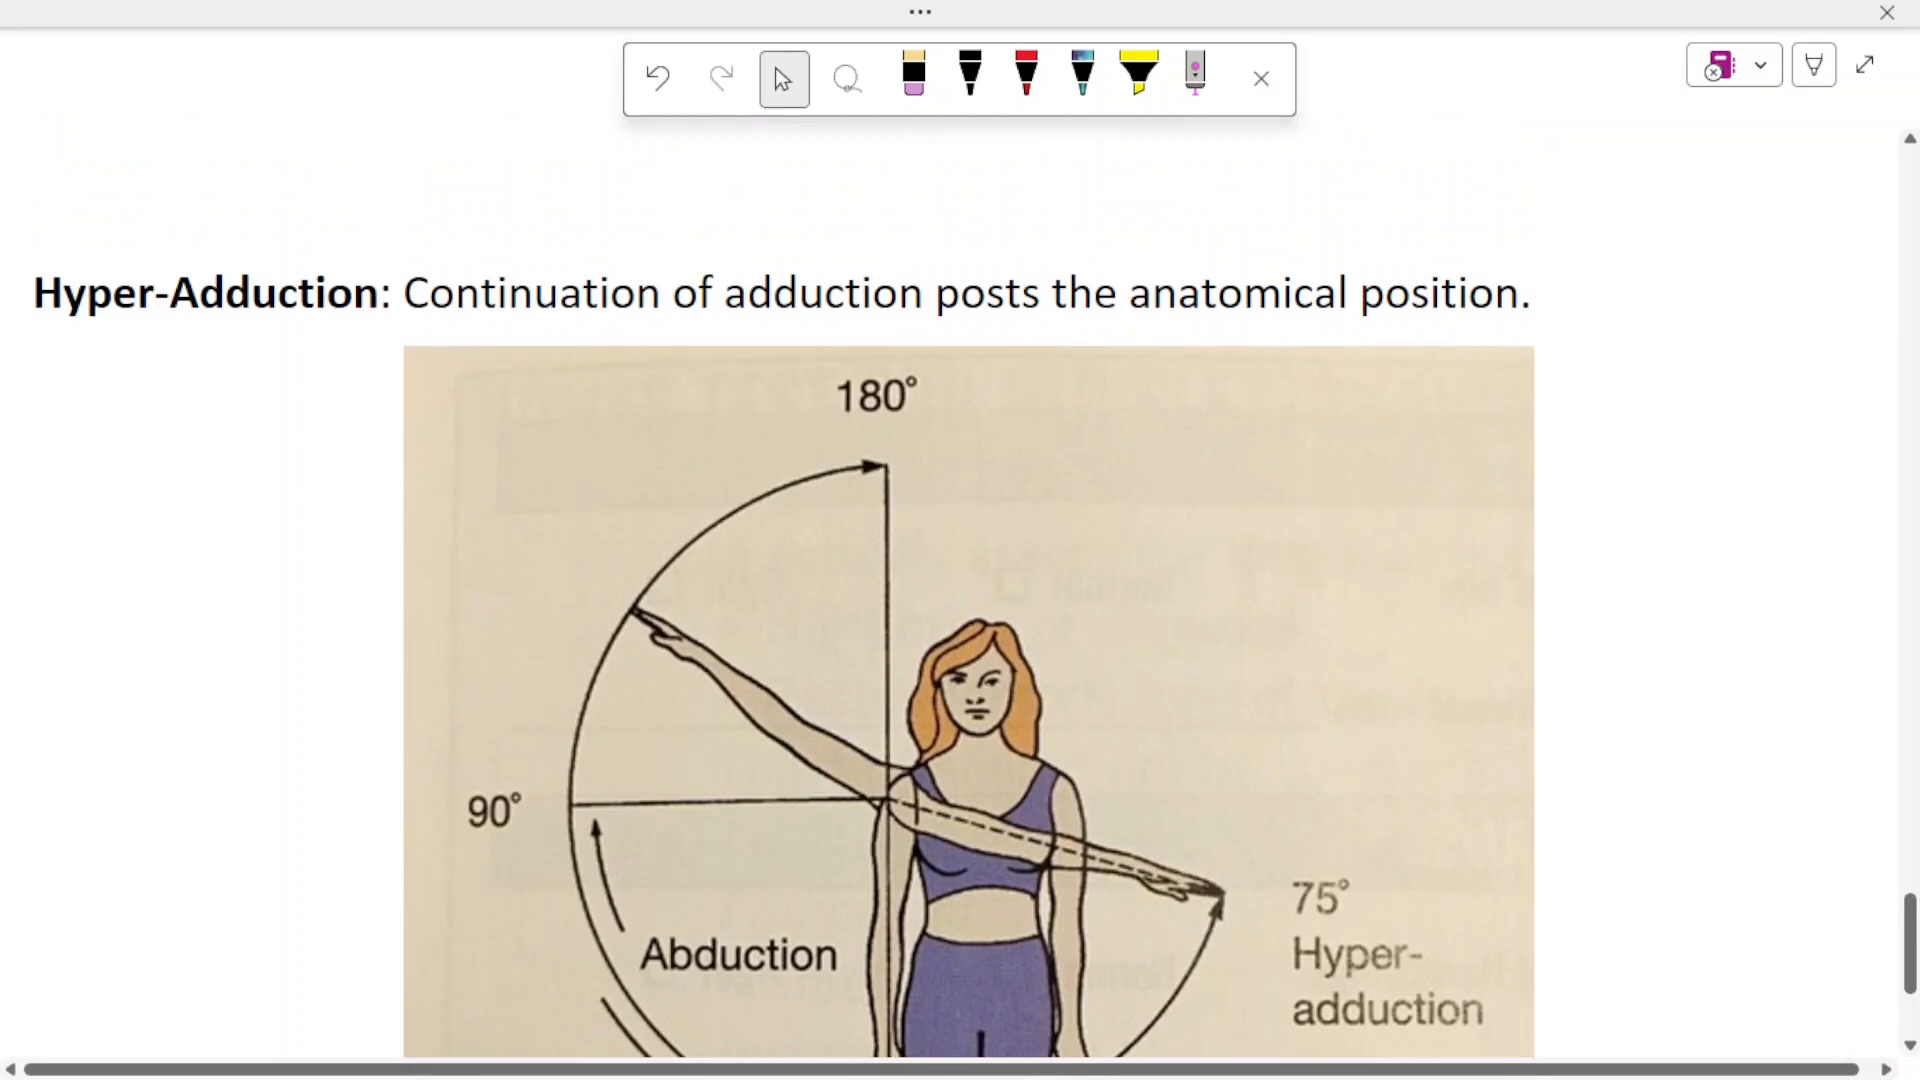 Hyper-Adduction: Continuation of adduction posts the anatomical position.
180°
90°
Abduction
75°
Hyper-
adduction